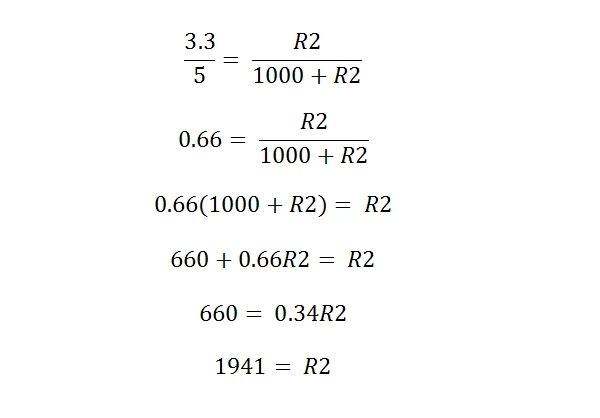 3.3/5 = R2/(1000 + R2)
0.66 = R2/(1000 + R2)
0.66(1000 + R2) = R2
660 + 0.66R2 = R2
660 = 0.34R2
1941 = R2